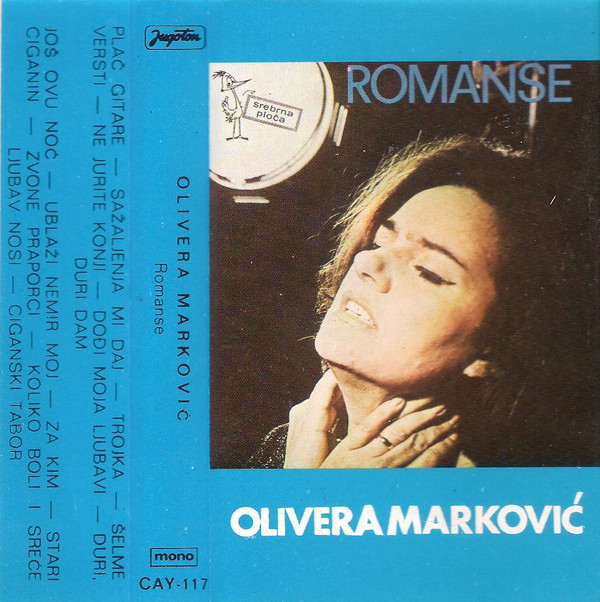 PLAČ GITARE — SAŽALJENJA MI DAJ — TROJKA — ŠELME
VERSTI — NE JURITE KONJI — DOĐI MOJA LJUBAVI — DURI,
DURI DAM
JOŠ OVU NOĆ — UBLAŽI NEMIR MOJ — ZA KIM — STARI
CIGANIN — ZVONE PRAPORCI — KOLIKO BOLI I SREĆE
LJUBAV NOSI — CIGANSKI TABOR
Jugoton
OLIVERA MARKOVIĆ
Romanse
mono
CAY-117
ROMANSE
srebrna
ploča
OLIVERA MARKOVIĆ